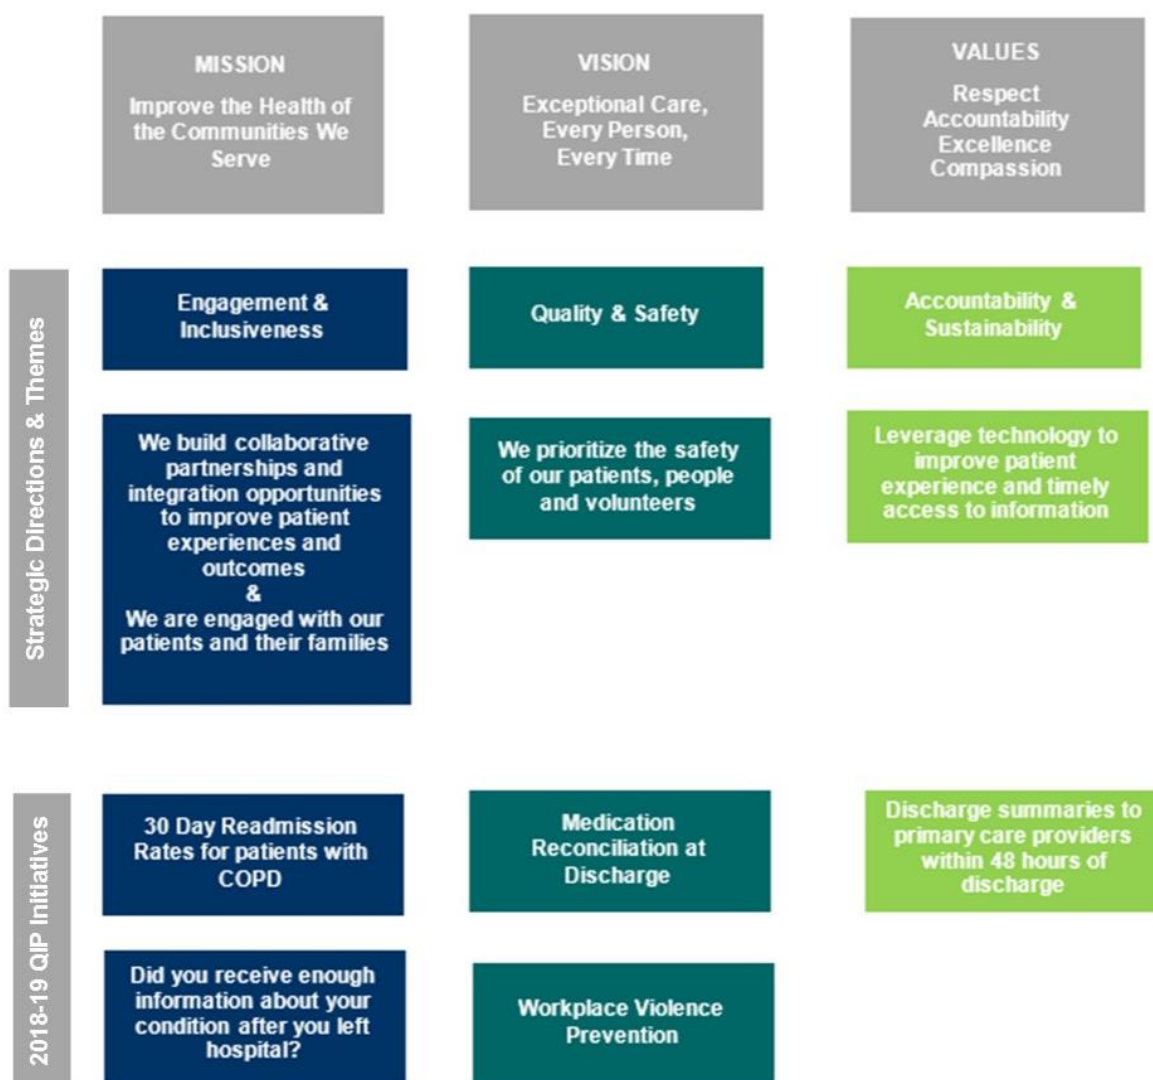 MISSION
Improve the Health of
the Communities We
Serve
VISION
Exceptional Care,
Every Person,
Every Time
VALUES
Respect
Accountability
Excellence
Compassion
Strategic Directions & Themes
Engagement &
Inclusiveness
Quality & Safety
Accountability &
Sustainability
We build collaborative
partnerships and
integration opportunities
to improve patient
experiences and
outcomes
&
We are engaged with our
patients and their families
We prioritize the safety
of our patients, people
and volunteers
Leverage technology to
improve patient
experience and timely
access to information
2018-19 QIP Initiatives
30 Day Readmission
Rates for patients with
COPD
Medication
Reconciliation at
Discharge
Discharge summaries to
primary care providers
within 48 hours of
discharge
Did you receive enough
information about your
condition after you left
hospital?
Workplace Violence
Prevention